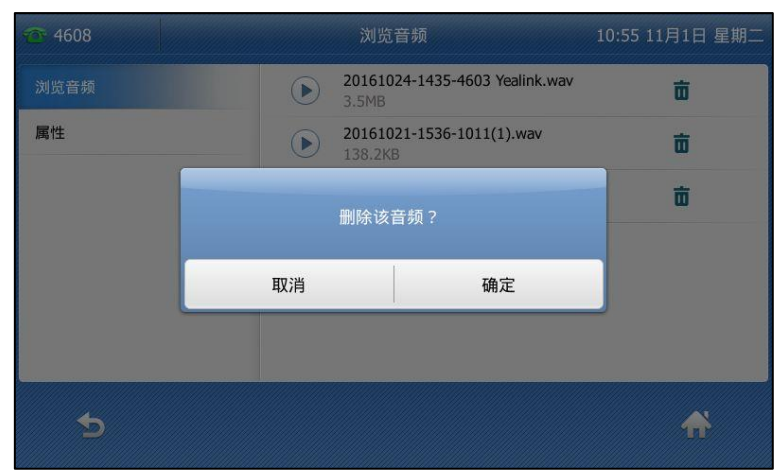 4608
浏览音频
10:55 11月1日 星期二
浏览音频
属性
20161024-1435-4603 Yealink.wav
3.5MB
20161021-1536-1011(1).wav
138.2KB
删除该音频？
取消
确定